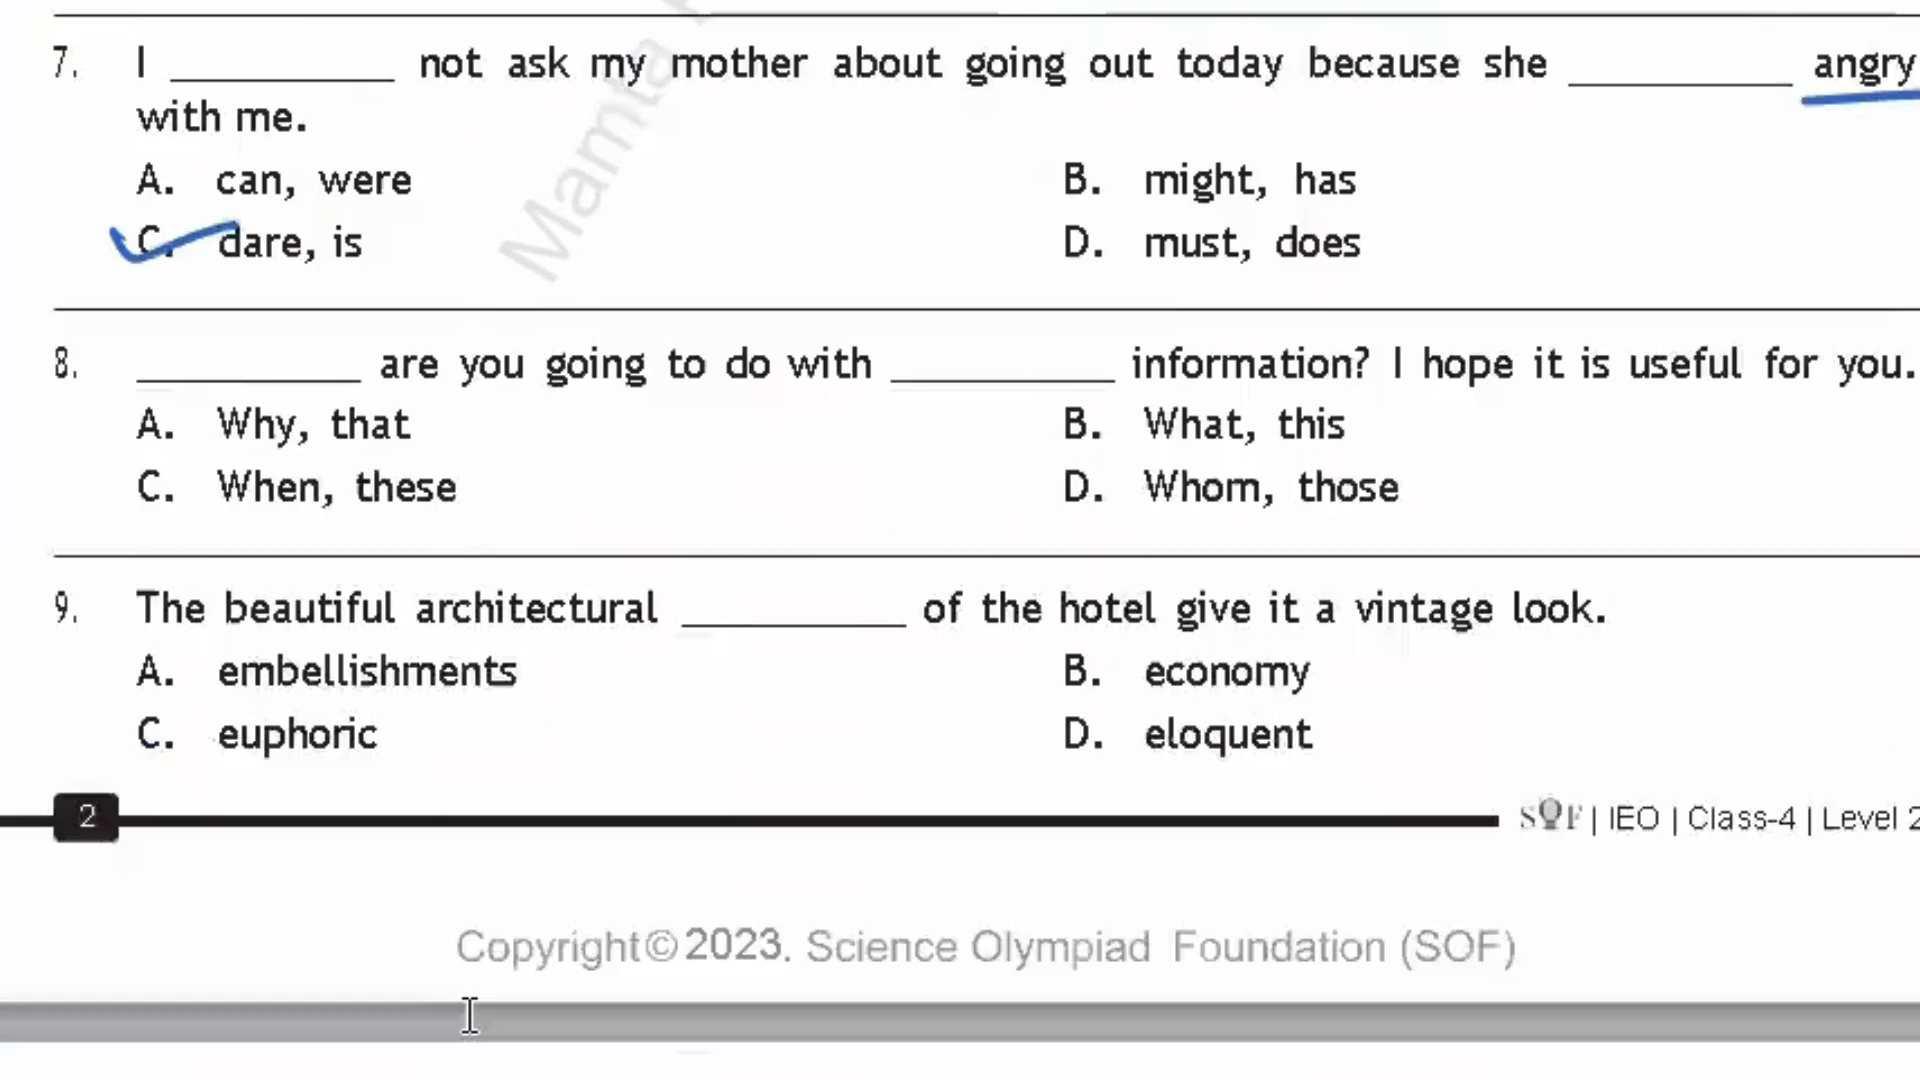 7. I __________ not ask my mother about going out today because she __________ angry
with me.
A. can, were B. might, has
C. dare, is D. must, does
8. __________ are you going to do with __________ information? I hope it is useful for you.
A. Why, that B. What, this
C. When, these D. Whom, those
9. The beautiful architectural __________ of the hotel give it a vintage look.
A. embellishments B. economy
C. euphoric D. eloquent
2 SOF | IEO | Class-4 | Level 2
Copyright© 2023. Science Olympiad Foundation (SOF)
Mamta